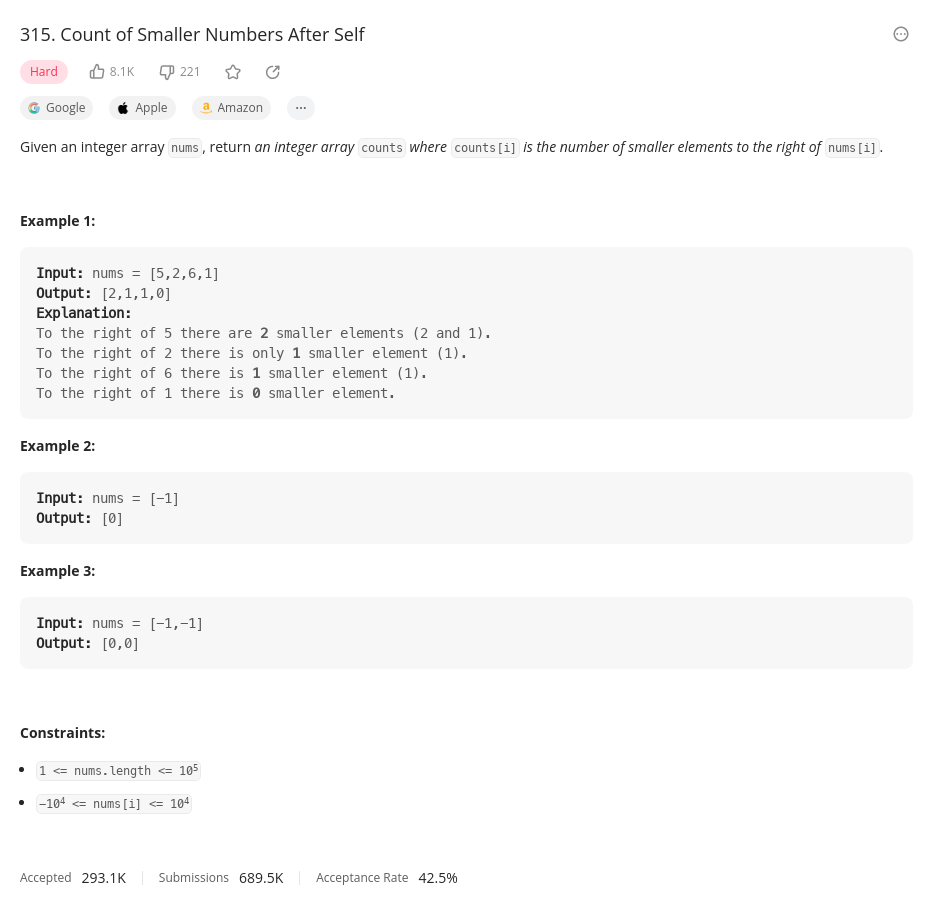 315. Count of Smaller Numbers After Self
Hard 8.1K 221
Google Apple Amazon ...
Given an integer array nums, return an integer array counts where counts[i] is the number of smaller elements to the right of nums[i].
Example 1:
Input: nums = [5,2,6,1]
Output: [2,1,1,0]
Explanation:
To the right of 5 there are 2 smaller elements (2 and 1).
To the right of 2 there is only 1 smaller element (1).
To the right of 6 there is 1 smaller element (1).
To the right of 1 there is 0 smaller element.
Example 2:
Input: nums = [-1]
Output: [0]
Example 3:
Input: nums = [-1,-1]
Output: [0,0]
Constraints:
• 1 <= nums.length <= 10⁵
• -10⁴ <= nums[i] <= 10⁴
Accepted 293.1K Submissions 689.5K Acceptance Rate 42.5%